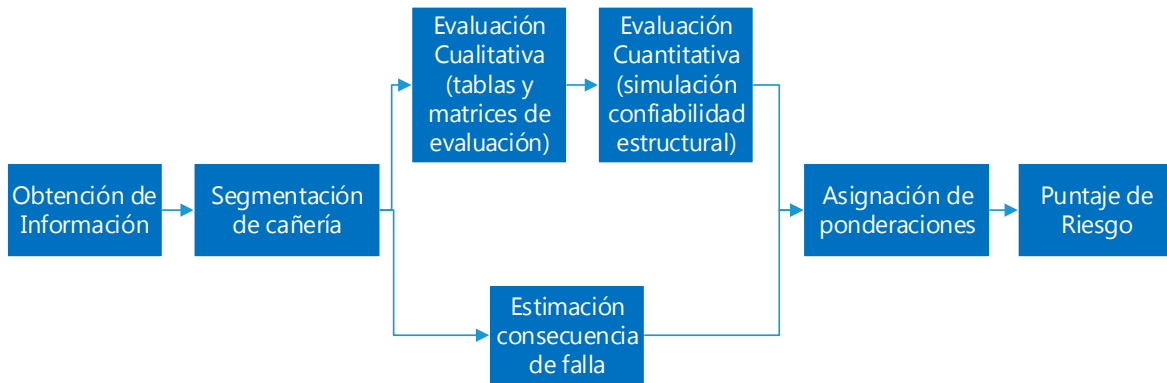 Obtención de
Información
Segmentación
de cañería
Evaluación
Cualitativa
(tablas y
matrices de
evaluación)
Evaluación
Cuantitativa
(simulación
confiabilidad
estructural)
Estimación
consecuencia
de falla
Asignación de
ponderaciones
Puntaje de
Riesgo